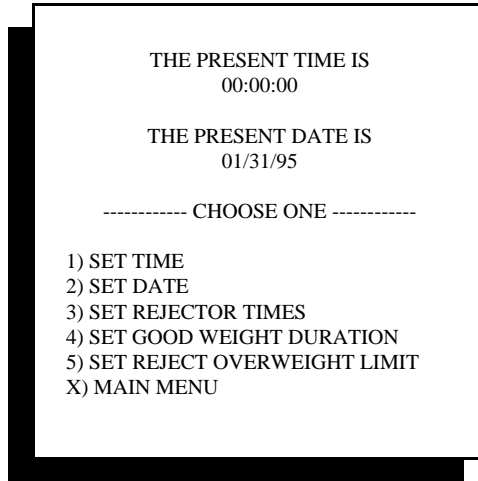 THE PRESENT TIME IS
00:00:00
THE PRESENT DATE IS
01/31/95
------------ CHOOSE ONE ------------
1) SET TIME
2) SET DATE
3) SET REJECTOR TIMES
4) SET GOOD WEIGHT DURATION
5) SET REJECT OVERWEIGHT LIMIT
X) MAIN MENU